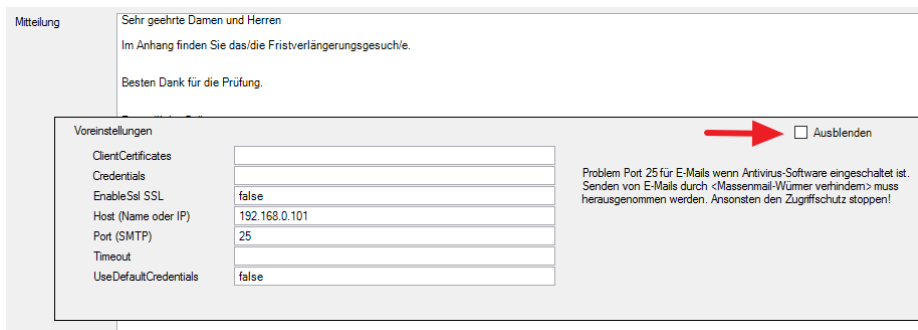 Mitteilung
Sehr geehrte Damen und Herren
Im Anhang finden Sie das/die Fristverlängerungsgesuch/e.
Besten Dank für die Prüfung.
Voreinstellungen
Ausblenden
ClientCertificates
Credentials
EnableSsl SSL false
Host (Name oder IP) 192.168.0.101
Port (SMTP) 25
Timeout
UseDefaultCredentials false
Problem Port 25 für E-Mails wenn Antivirus-Software eingeschaltet ist.
Senden von E-Mails durch <Massenmail-Würmer verhindern> muss
herausgenommen werden. Ansonsten den Zugriffschutz stoppen!